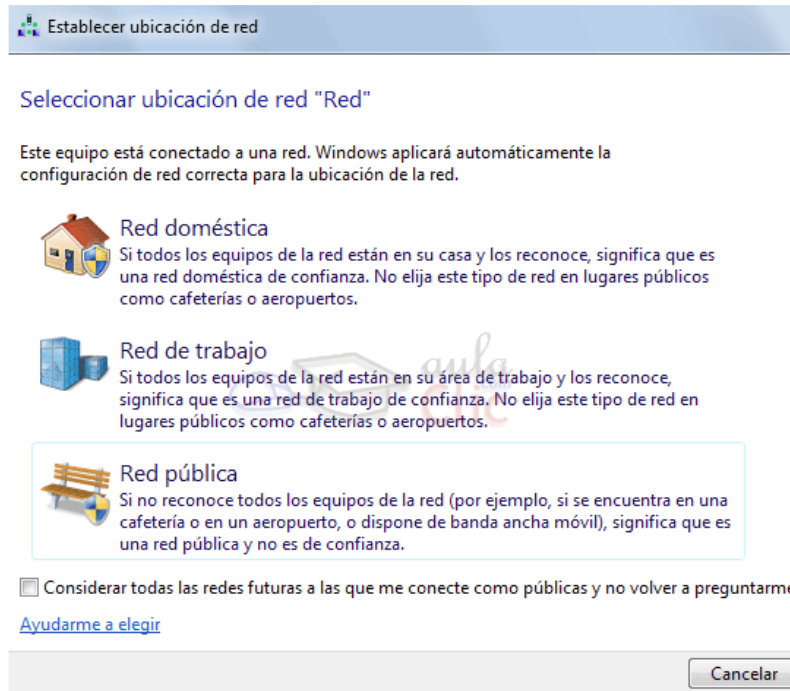 Establecer ubicación de red
Seleccionar ubicación de red "Red"
Este equipo está conectado a una red. Windows aplicará automáticamente la
configuración de red correcta para la ubicación de la red.
Red doméstica
Si todos los equipos de la red están en su casa y los reconoce, significa que es
una red doméstica de confianza. No elija este tipo de red en lugares públicos
como cafeterías o aeropuertos.
Red de trabajo
Si todos los equipos de la red están en su área de trabajo y los reconoce,
significa que es una red de trabajo de confianza. No elija este tipo de red en
lugares públicos como cafeterías o aeropuertos.
aula
clic
Red pública
Si no reconoce todos los equipos de la red (por ejemplo, si se encuentra en una
cafetería o en un aeropuerto, o dispone de banda ancha móvil), significa que es
una red pública y no es de confianza.
Considerar todas las redes futuras a las que me conecte como públicas y no volver a preguntarme
Ayudarme a elegir
Cancelar